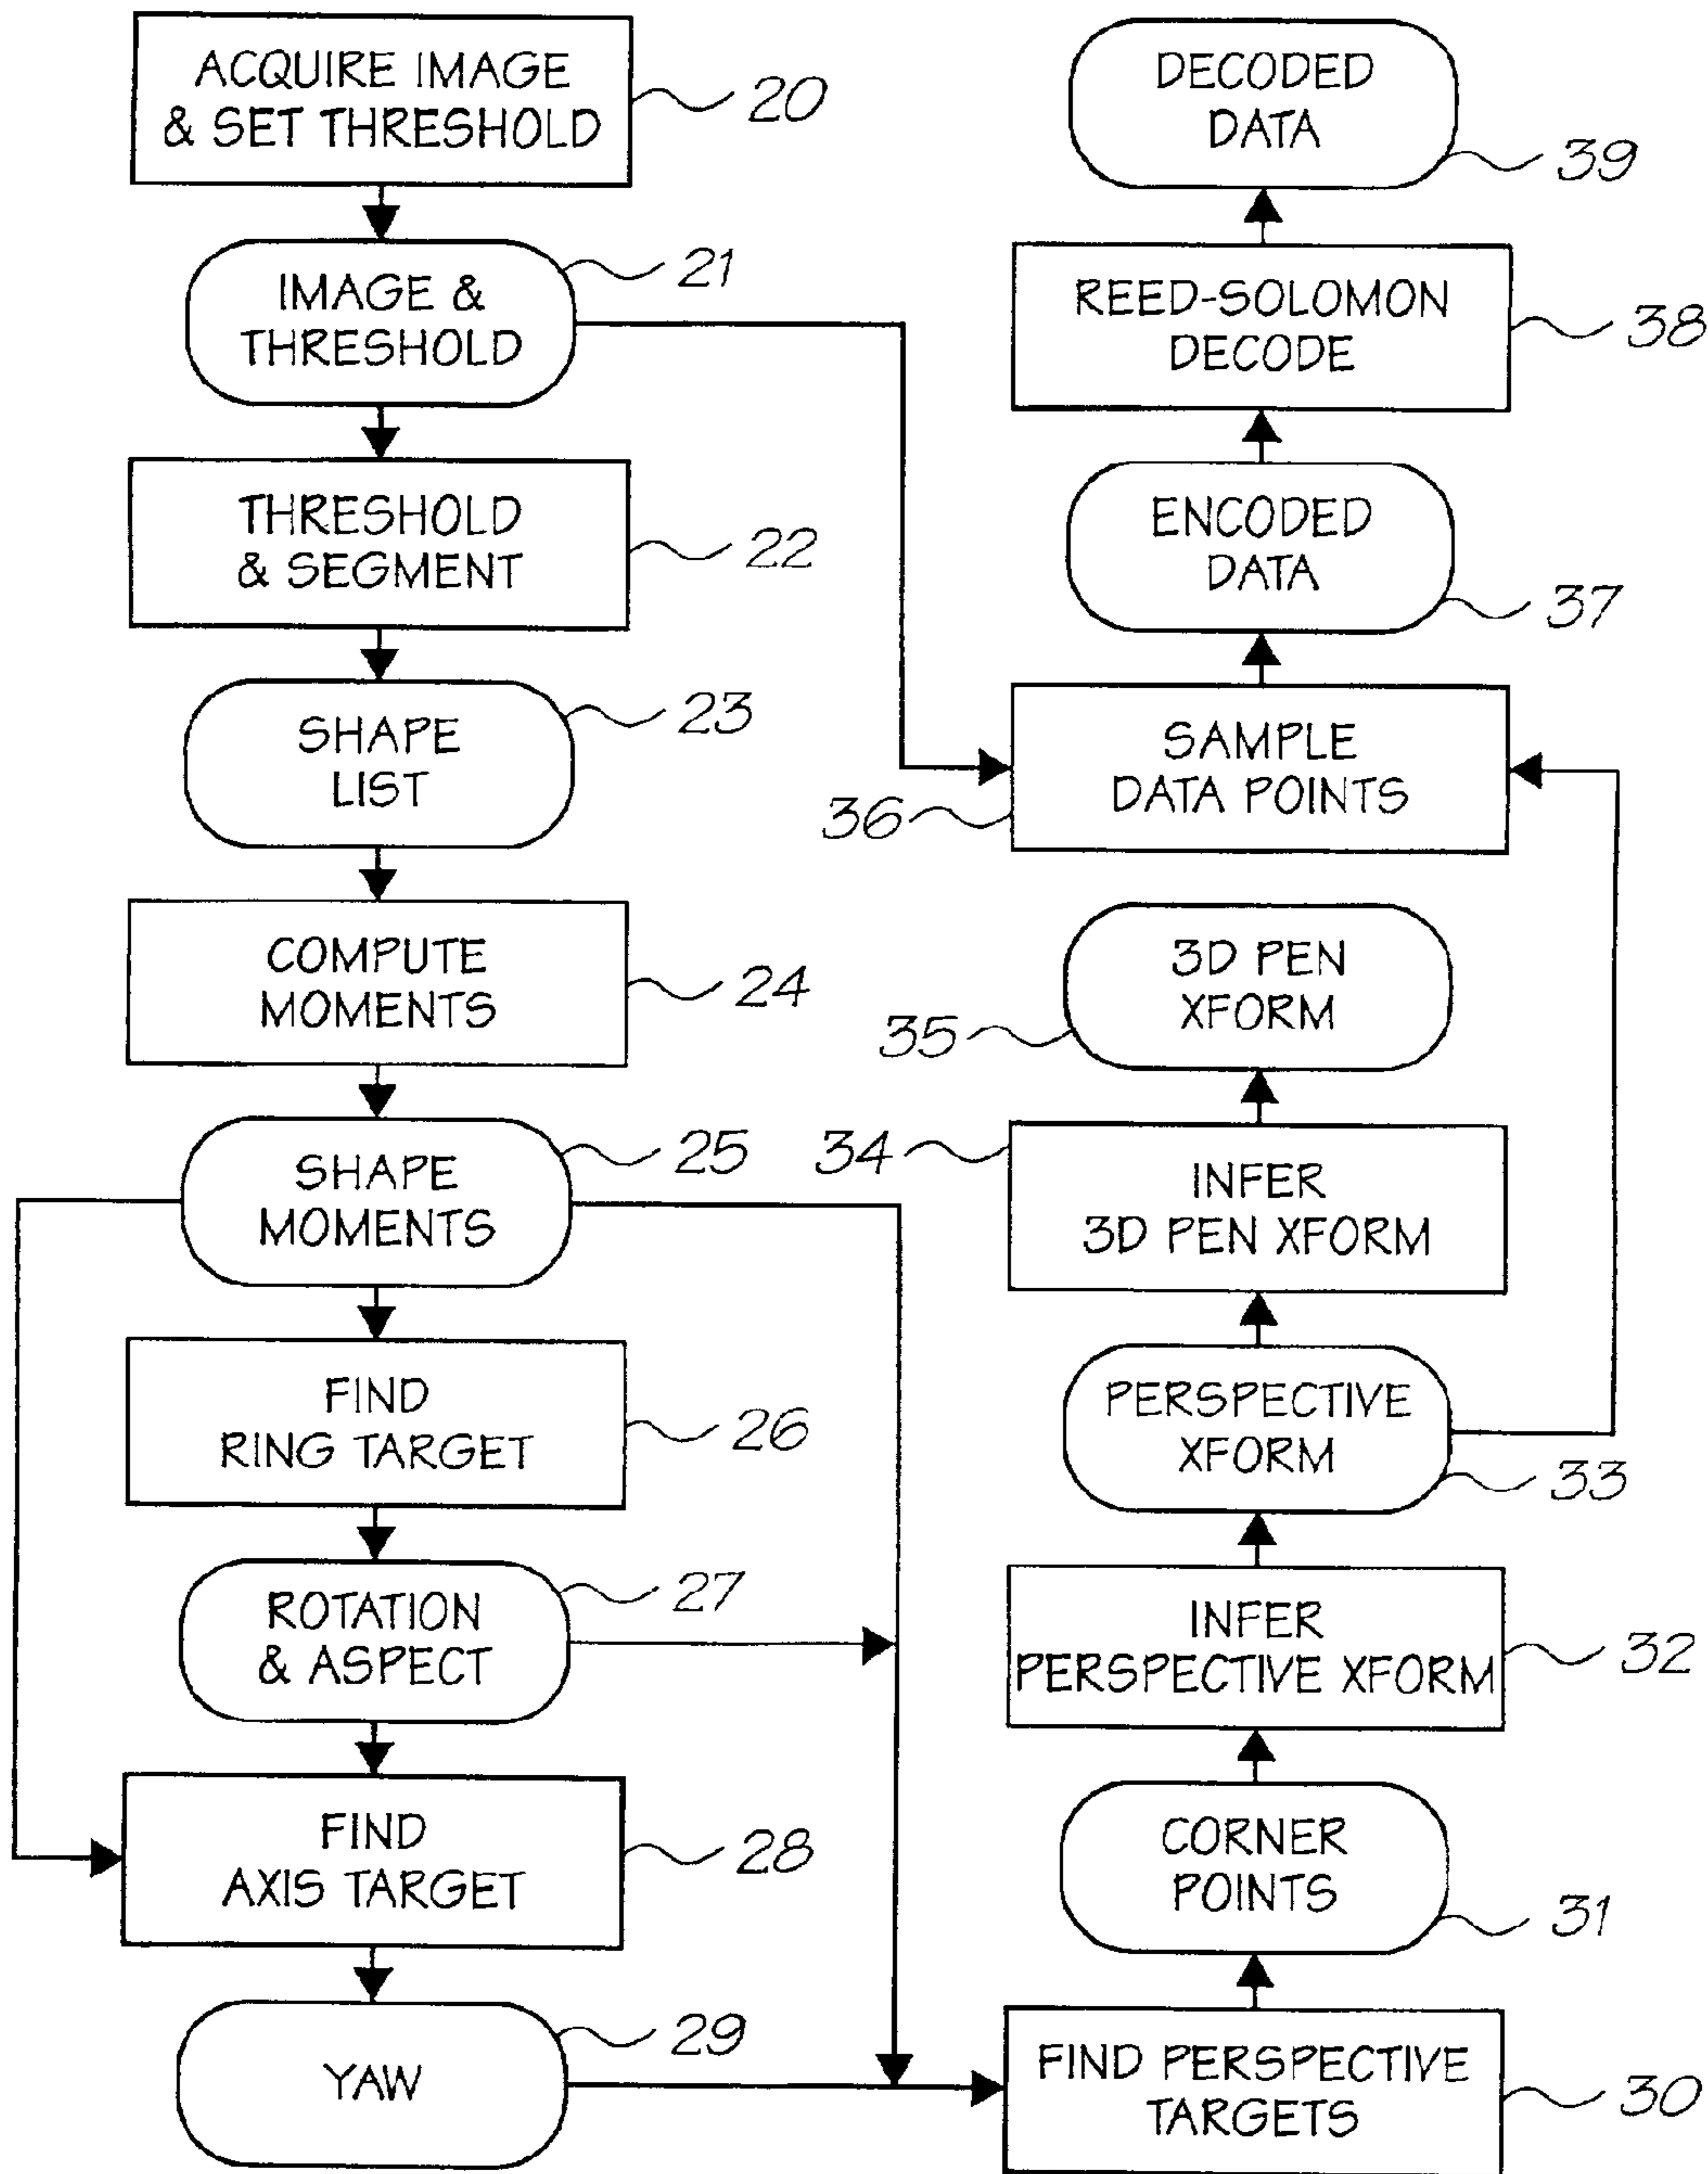 ACQUIRE IMAGE
& SET THRESHOLD
20
IMAGE &
THRESHOLD
21
THRESHOLD
& SEGMENT
22
SHAPE
LIST
23
COMPUTE
MOMENTS
24
SHAPE
MOMENTS
25
FIND
RING TARGET
26
ROTATION
& ASPECT
27
FIND
AXIS TARGET
28
YAW
29
DECODED
DATA
39
REED-SOLOMON
DECODE
38
ENCODED
DATA
37
SAMPLE
DATA POINTS
36
3D PEN
XFORM
35
34
INFER
3D PEN XFORM
PERSPECTIVE
XFORM
33
INFER
PERSPECTIVE XFORM
32
CORNER
POINTS
31
FIND PERSPECTIVE
TARGETS
30